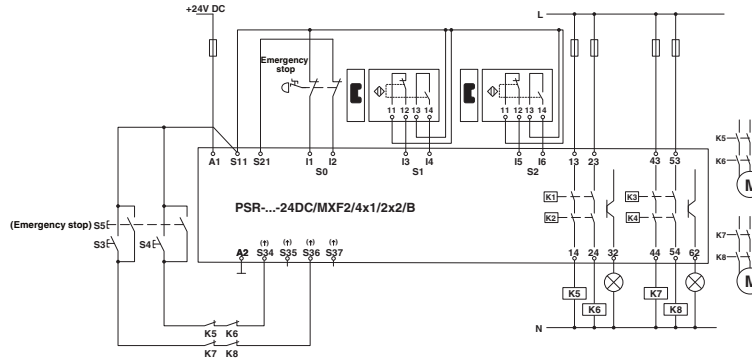 +24V DC
L
Emergency
stop
11 12 13 14
11 12 13 14
K5
K6
M
A1 S11 S21 I1 I2 I3 I4 I5 I6 13 23 43 53
S0 S1 S2
K1 K3
K2 K4
PSR-...-24DC/MXF2/4x1/2x2/B
(Emergency stop) S5
S3 S4
K7
K8
M
A2 S34 S35 S36 S37 14 24 32 44 54 62
(†) (†) (†) (†)
K5 K7
K6 K8
K5 K6
K7 K8
N